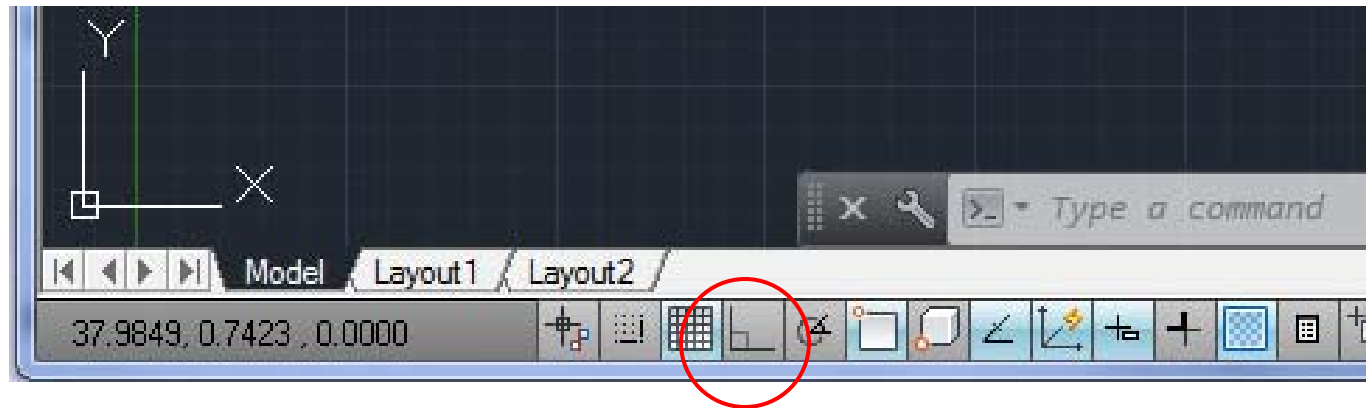 Y
X
Type a command
Model Layout1 Layout2
37.9849, 0.7423 , 0.0000